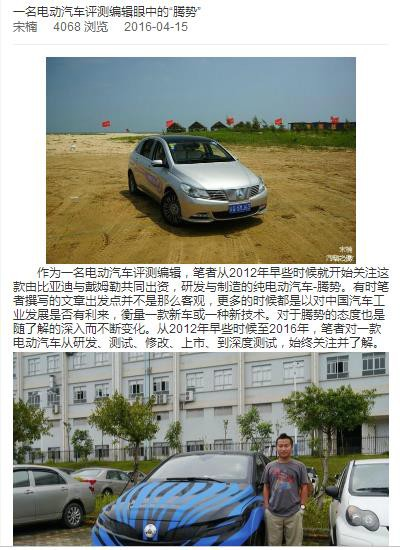 一名电动汽车评测编辑眼中的“腾势”
宋楠 4068 浏览 2016-04-15
宋楠
汽车之家
作为一名电动汽车评测编辑，笔者从2012年早些时候就开始关注这
款由比亚迪与戴姆勒共同出资，研发与制造的纯电动汽车-腾势。有时笔
者撰写的文章出发点并不是那么客观，更多的时候都是以对中国汽车工
业发展是否有利来，衡量一款新车或一种新技术。对于腾势的态度也是
随了解的深入而不断变化。从2012年早些时候至2016年，笔者对一款
电动汽车从研发、测试、修改、上市、到深度测试，始终关注并了解。